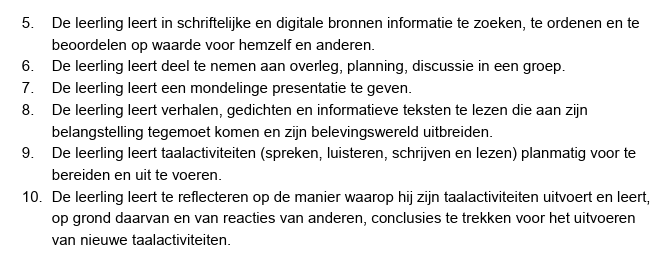 5. De leerling leert in schriftelijke en digitale bronnen informatie te zoeken, te ordenen en te
beoordelen op waarde voor hemzelf en anderen.
6. De leerling leert deel te nemen aan overleg, planning, discussie in een groep.
7. De leerling leert een mondelinge presentatie te geven.
8. De leerling leert verhalen, gedichten en informatieve teksten te lezen die aan zijn
belangstelling tegemoet komen en zijn belevingswereld uitbreiden.
9. De leerling leert taalactiviteiten (spreken, luisteren, schrijven en lezen) planmatig voor te
bereiden en uit te voeren.
10. De leerling leert te reflecteren op de manier waarop hij zijn taalactiviteiten uitvoert en leert,
op grond daarvan en van reacties van anderen, conclusies te trekken voor het uitvoeren
van nieuwe taalactiviteiten.